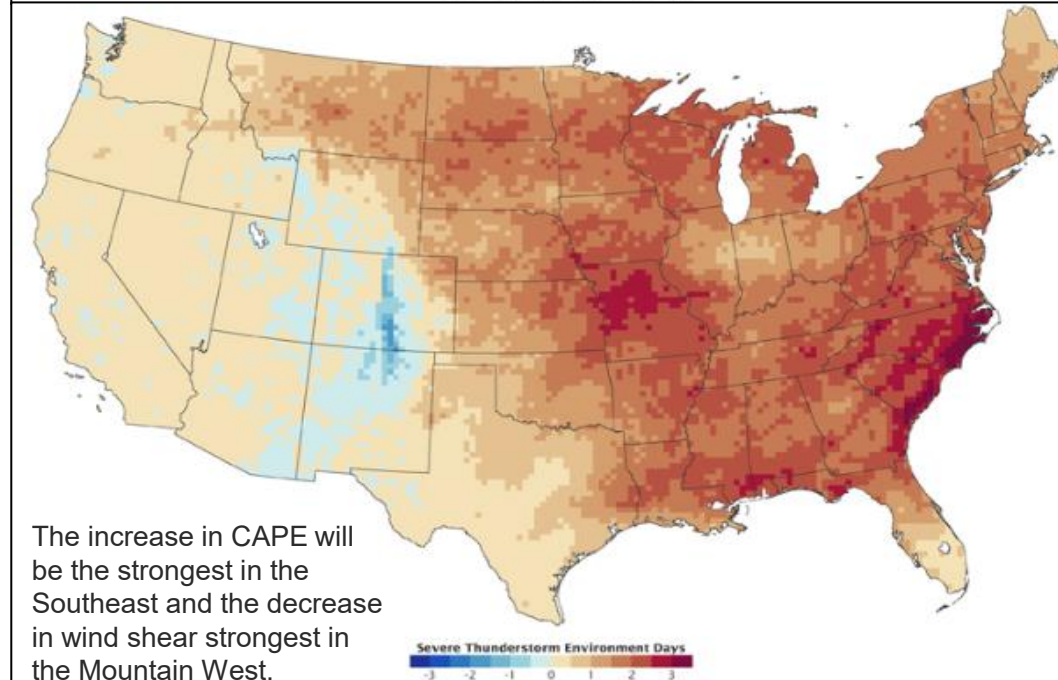 The increase in CAPE will
be the strongest in the
Southeast and the decrease
in wind shear strongest in
the Mountain West.
Severe Thunderstorm Environment Days
-3 -2 -1 0 1 2 3